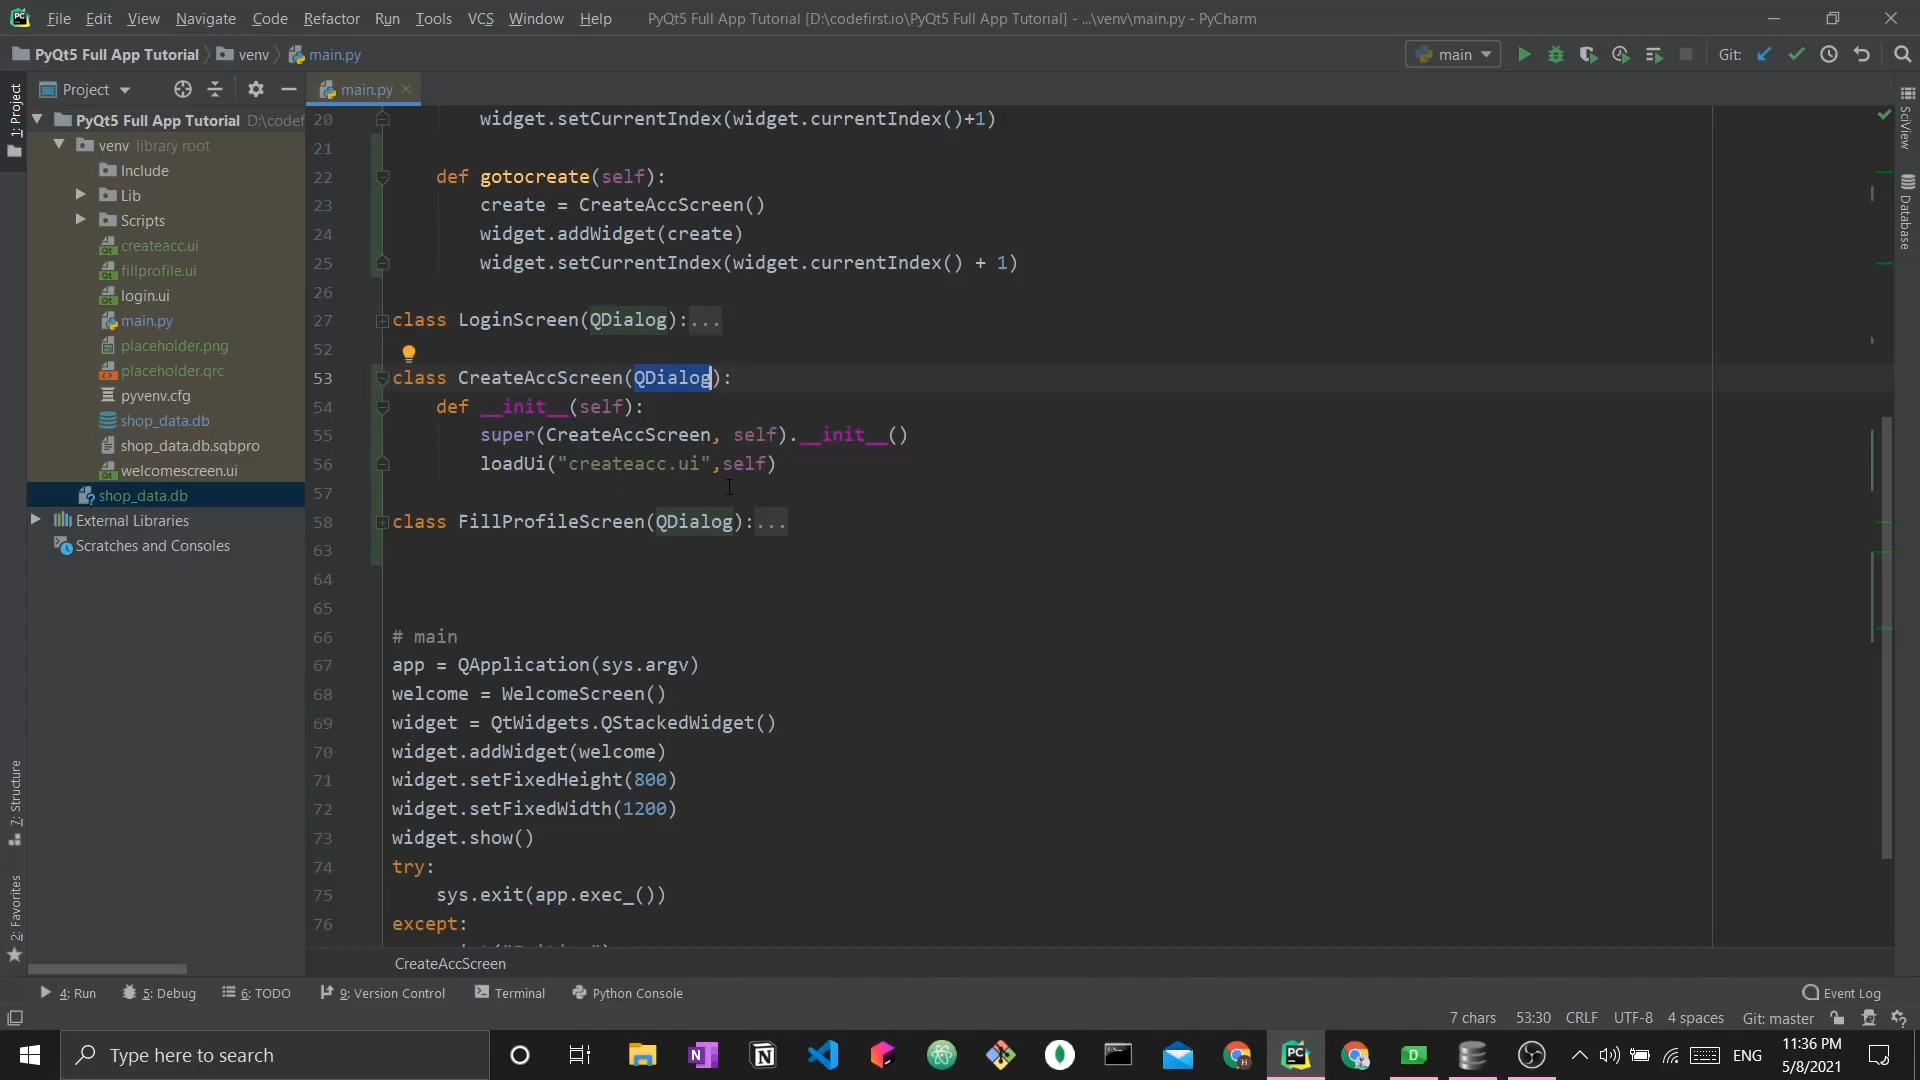 File Edit View Navigate Code Refactor Run Tools VCS Window Help PyQt5 Full App Tutorial [D:\codefirst.io\PyQt5 Full App Tutorial] - ...\venv\main.py - PyCharm
PyQt5 Full App Tutorial venv main.py main Git:
Project main.py
1: Project
PyQt5 Full App Tutorial D:\codef
venv library root
Include
Lib
Scripts
createacc.ui
fillprofile.ui
login.ui
main.py
placeholder.png
placeholder.qrc
pyvenv.cfg
shop_data.db
shop_data.db.sqbpro
welcomescreen.ui
shop_data.db
External Libraries
Scratches and Consoles
7: Structure
2: Favorites
20 widget.setCurrentIndex(widget.currentIndex()+1)
21
22 def gotocreate(self):
23 create = CreateAccScreen()
24 widget.addWidget(create)
25 widget.setCurrentIndex(widget.currentIndex() + 1)
26
27 class LoginScreen(QDialog):...
52
53 class CreateAccScreen(QDialog):
54 def __init__(self):
55 super(CreateAccScreen, self).__init__()
56 loadUi("createacc.ui",self)
57
58 class FillProfileScreen(QDialog):...
63
64
65
66 # main
67 app = QApplication(sys.argv)
68 welcome = WelcomeScreen()
69 widget = QtWidgets.QStackedWidget()
70 widget.addWidget(welcome)
71 widget.setFixedHeight(800)
72 widget.setFixedWidth(1200)
73 widget.show()
74 try:
75 sys.exit(app.exec_())
76 except:
CreateAccScreen
SciView
Database
4: Run 5: Debug 6: TODO 9: Version Control Terminal Python Console Event Log
7 chars 53:30 CRLF UTF-8 4 spaces Git: master
Type here to search ENG 11:36 PM
5/8/2021